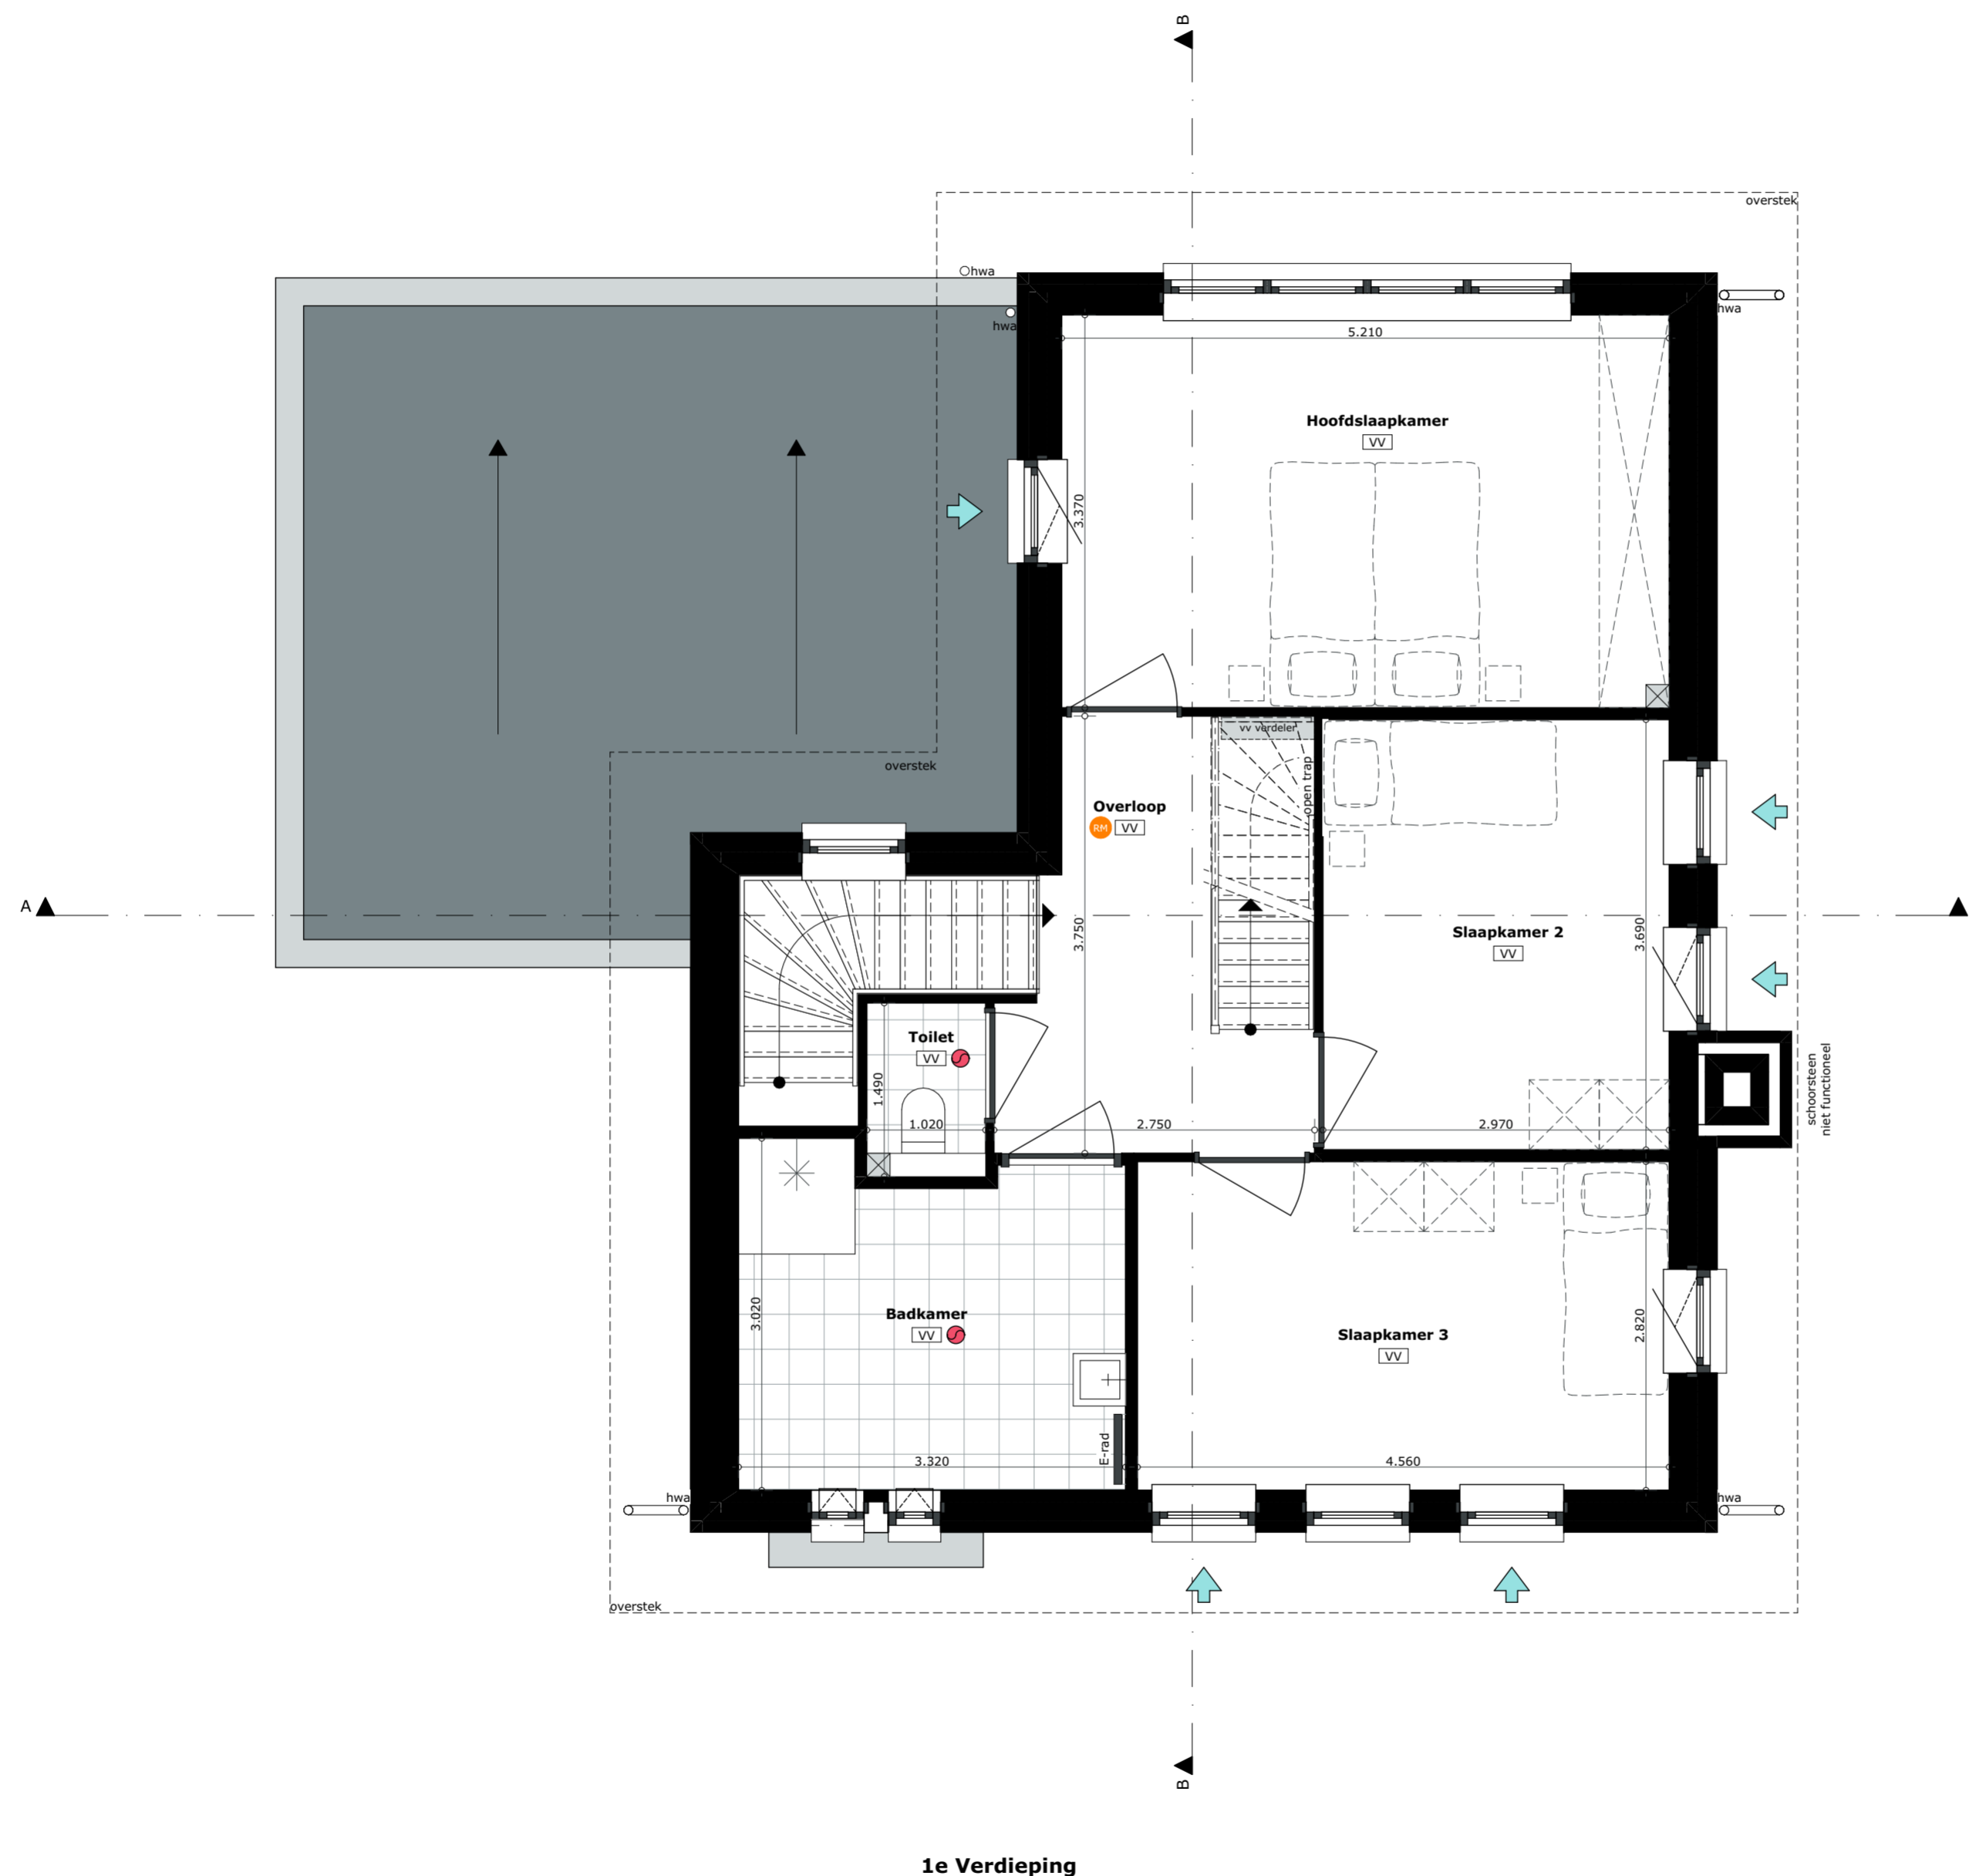 B
overstek
hwa
hwa
hwa
5.210
Hoofdslaapkamer
VV
3.370
vv verdeler
overstek
open trap
Overloop
RM VV
A
3.750
3.690
Slaapkamer 2
VV
Toilet
VV
1.490
1.020
2.750
2.970
schoorsteen
niet functioneel
Badkamer
VV
3.020
2.820
Slaapkamer 3
VV
E-rad
3.320
4.560
hwa
hwa
overstek
B
1e Verdieping